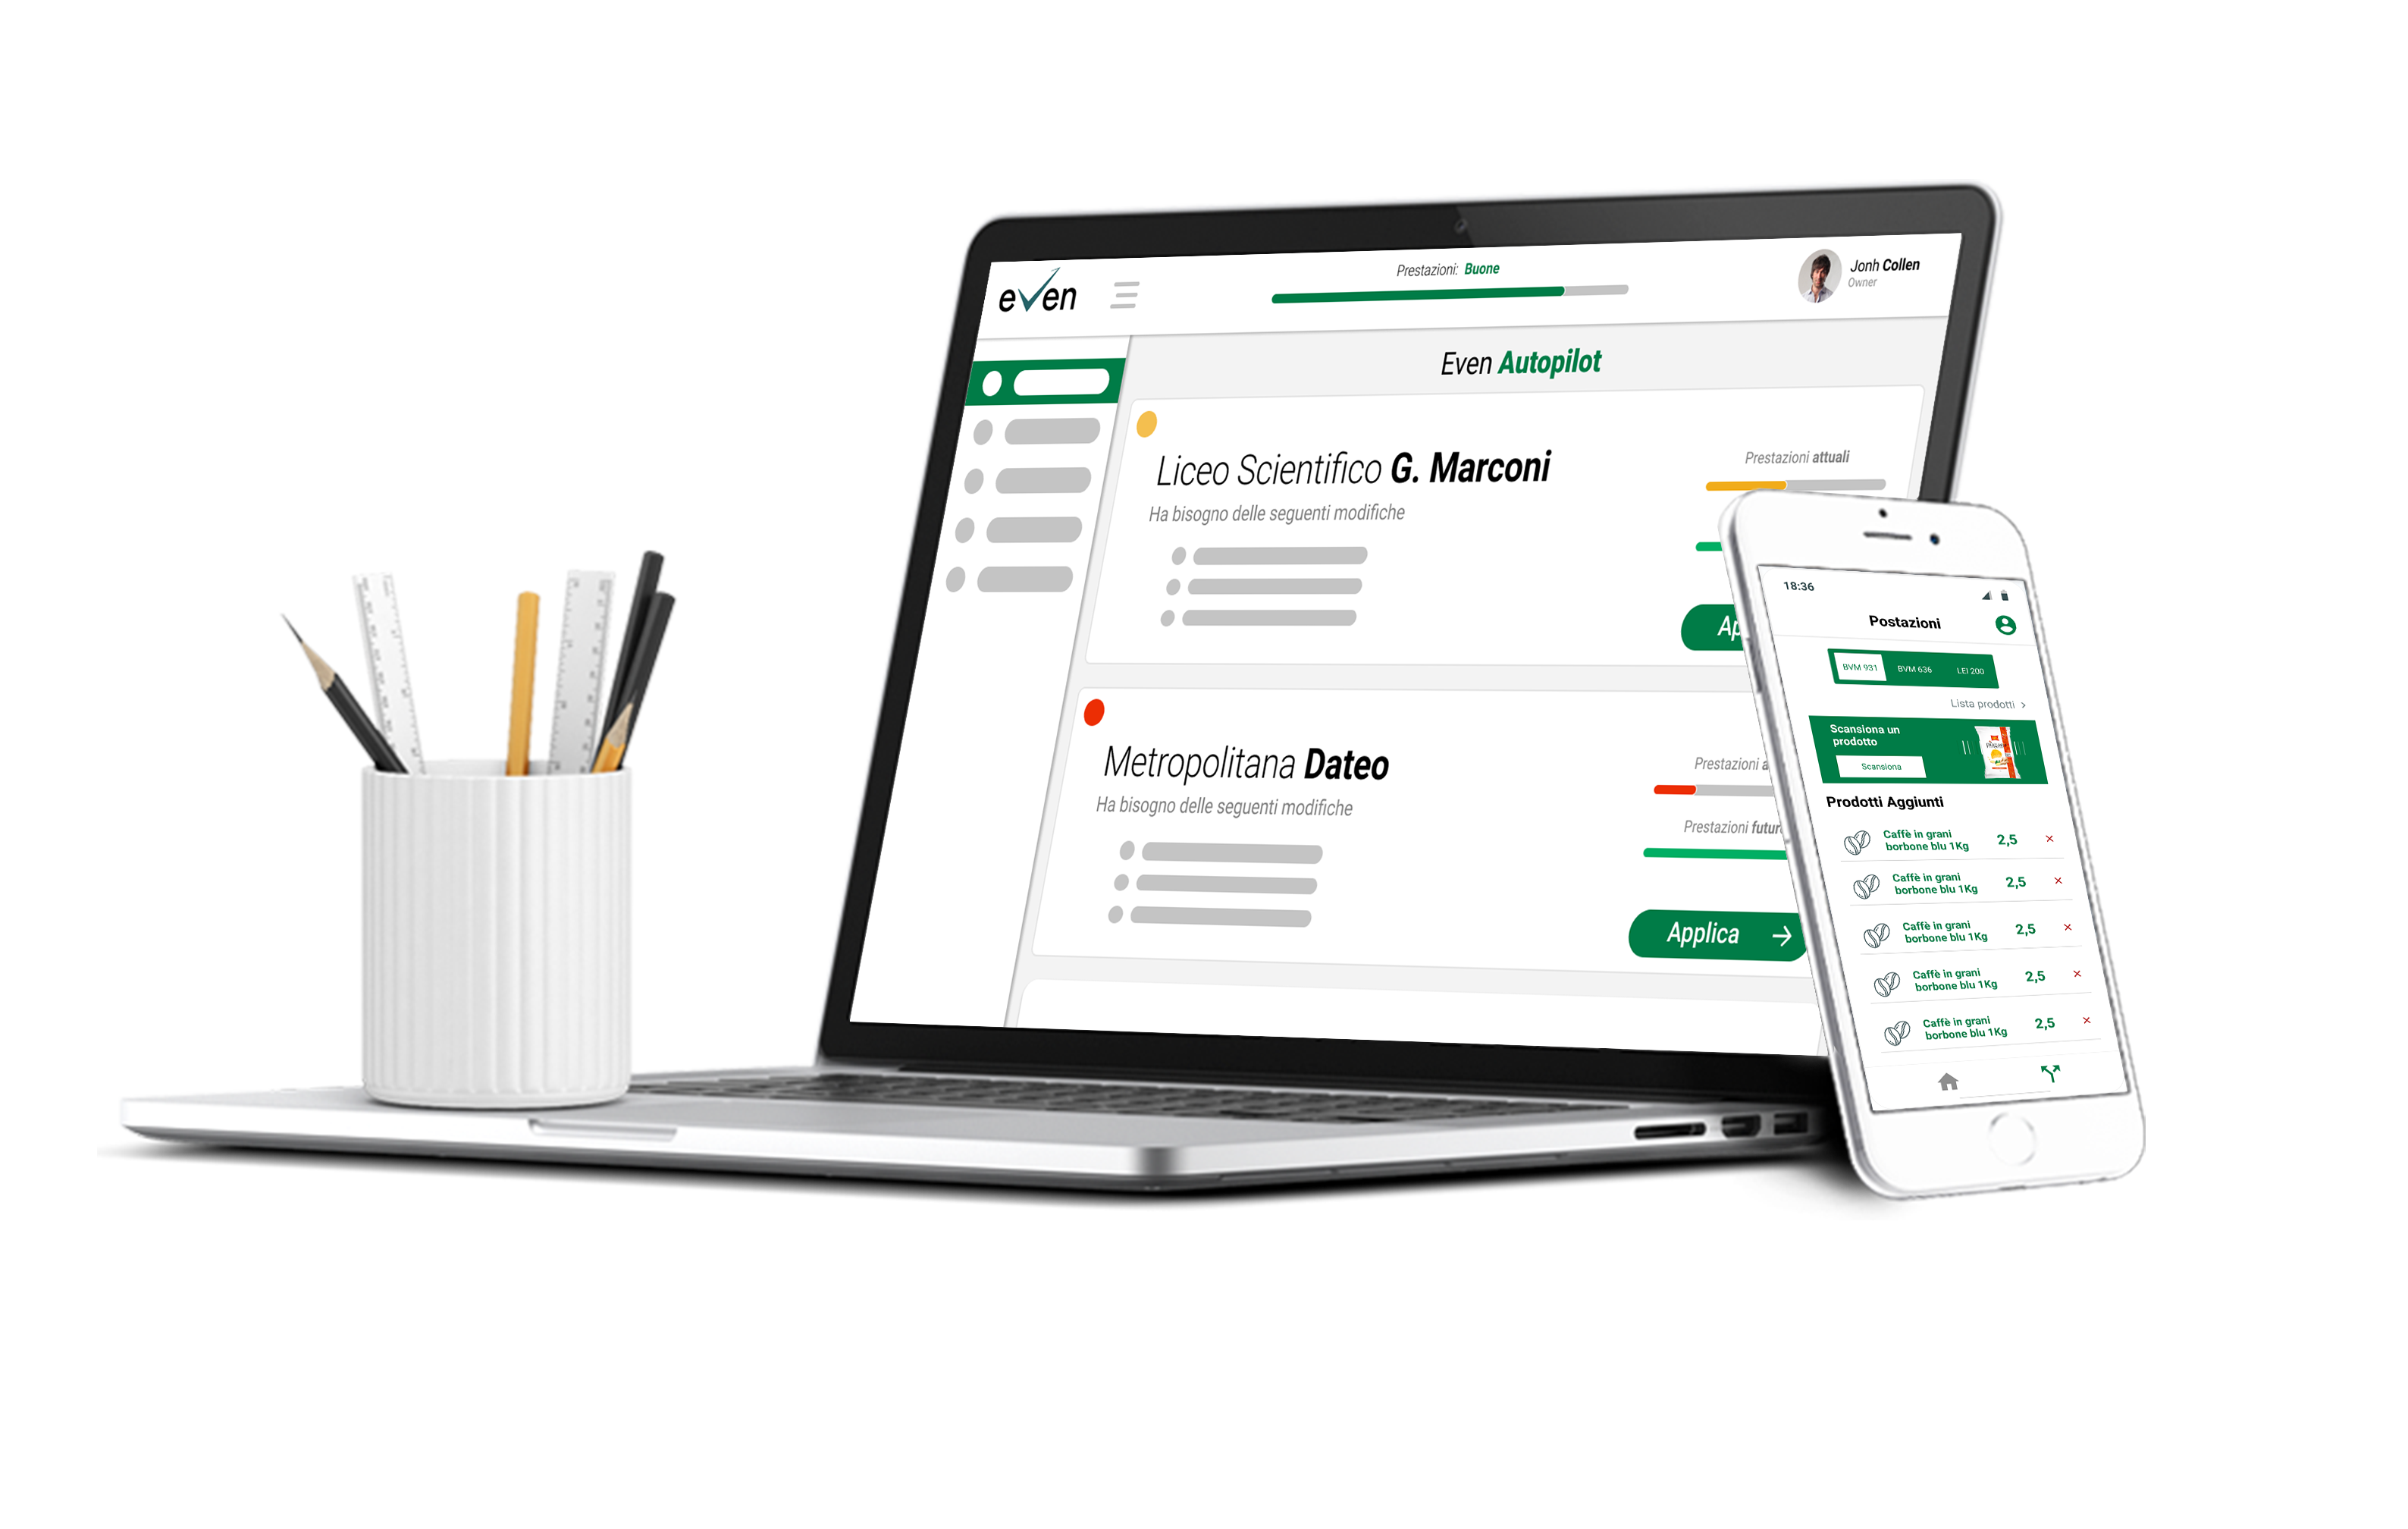 even
Prestazioni: Buone
Jonh Collen
Owner
Even Autopilot
Liceo Scientifico G. Marconi
Ha bisogno delle seguenti modifiche
Prestazioni attuali
Ap
Metropolitana Dateo
Ha bisogno delle seguenti modifiche
Prestazioni a
Prestazioni futur
Applica
18:36
Postazioni
BVM 931 BVM 636 LEI 200
Lista prodotti
Scansiona un
prodotto
Scansiona
Prodotti Aggiunti
Caffè in grani
borbone blu 1Kg 2,5
Caffè in grani
borbone blu 1Kg 2,5
Caffè in grani
borbone blu 1Kg 2,5
Caffè in grani
borbone blu 1Kg 2,5
Caffè in grani
borbone blu 1Kg 2,5